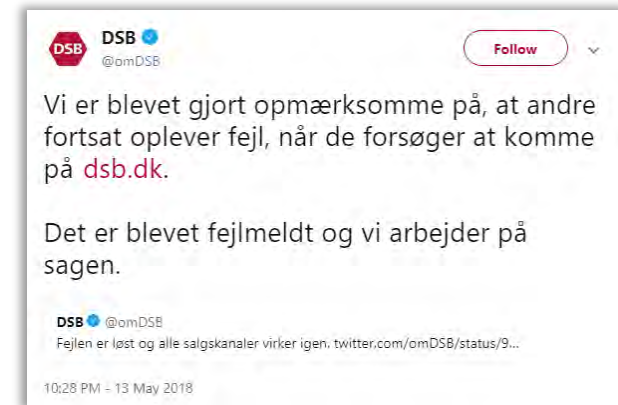 DSB
DSB
@omDSB
Follow
Vi er blevet gjort opmærksomme på, at andre
fortsat oplever fejl, når de forsøger at komme
på dsb.dk.
Det er blevet fejlmeldt og vi arbejder på
sagen.
DSB @omDSB
Fejlen er løst og alle salgskanaler virker igen. twitter.com/omDSB/status/9...
10:28 PM - 13 May 2018